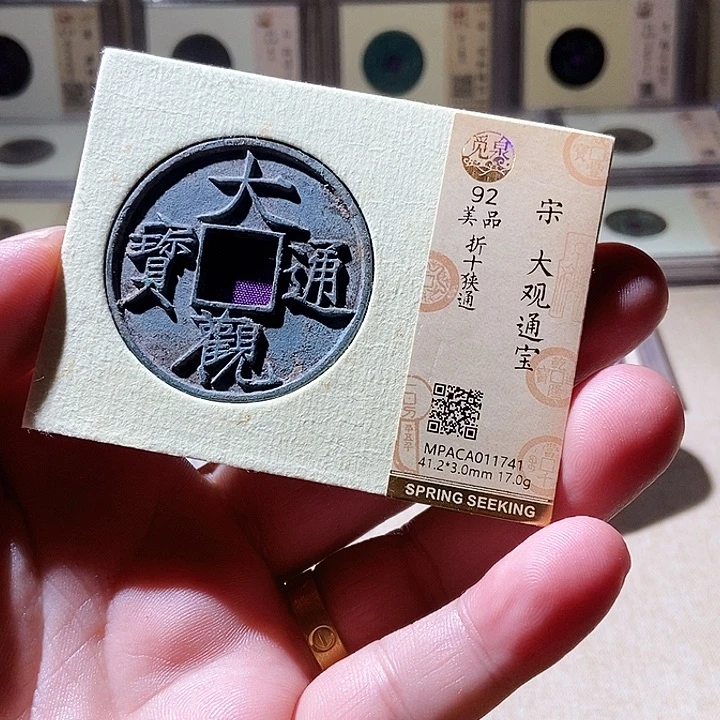 大觀通寶
覓泉
宋 大观通宝
92
美品 折十狭通
MPACA011741
41.2*3.0mm 17.0g
SPRING SEEKING